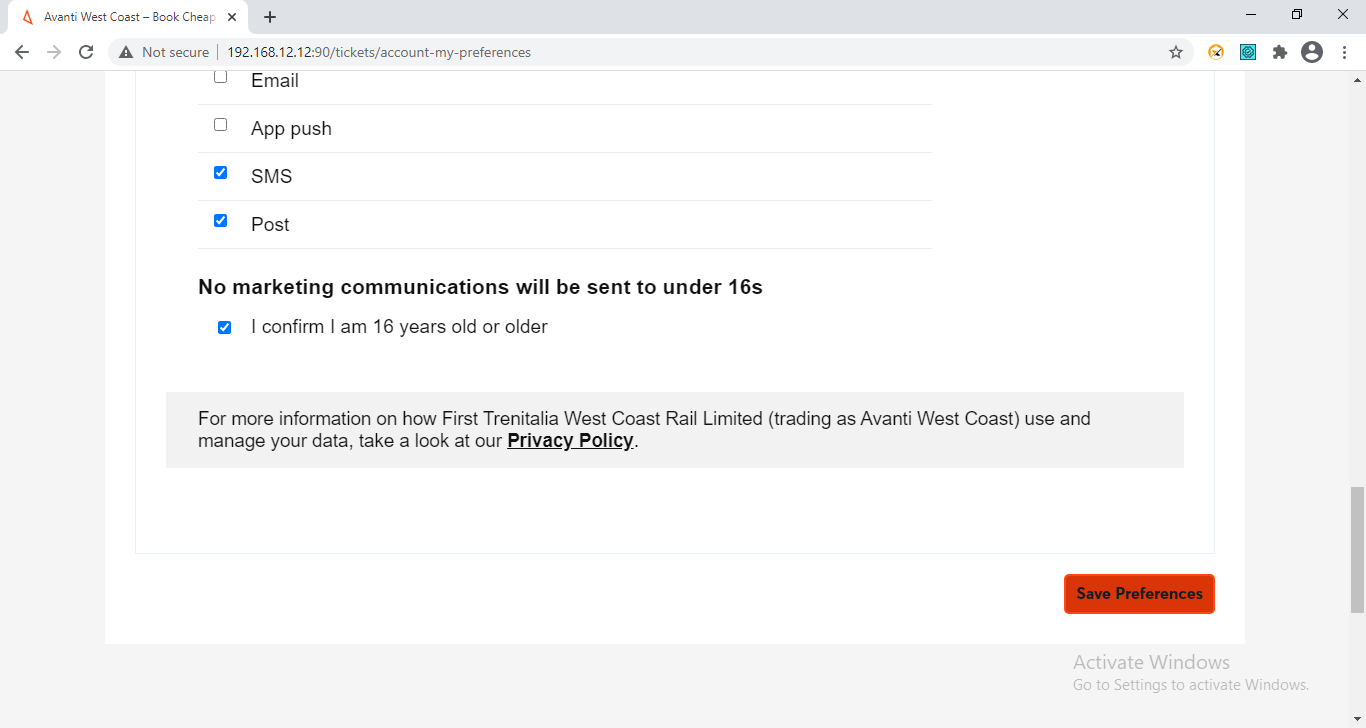 Avanti West Coast – Book Cheap
Not secure
192.168.12.12:90/tickets/account-my-preferences
Email
App push
SMS
Post
No marketing communications will be sent to under 16s
I confirm I am 16 years old or older
For more information on how First Trenitalia West Coast Rail Limited (trading as Avanti West Coast) use and
manage your data, take a look at our Privacy Policy.
Save Preferences
Activate Windows
Go to Settings to activate Windows.